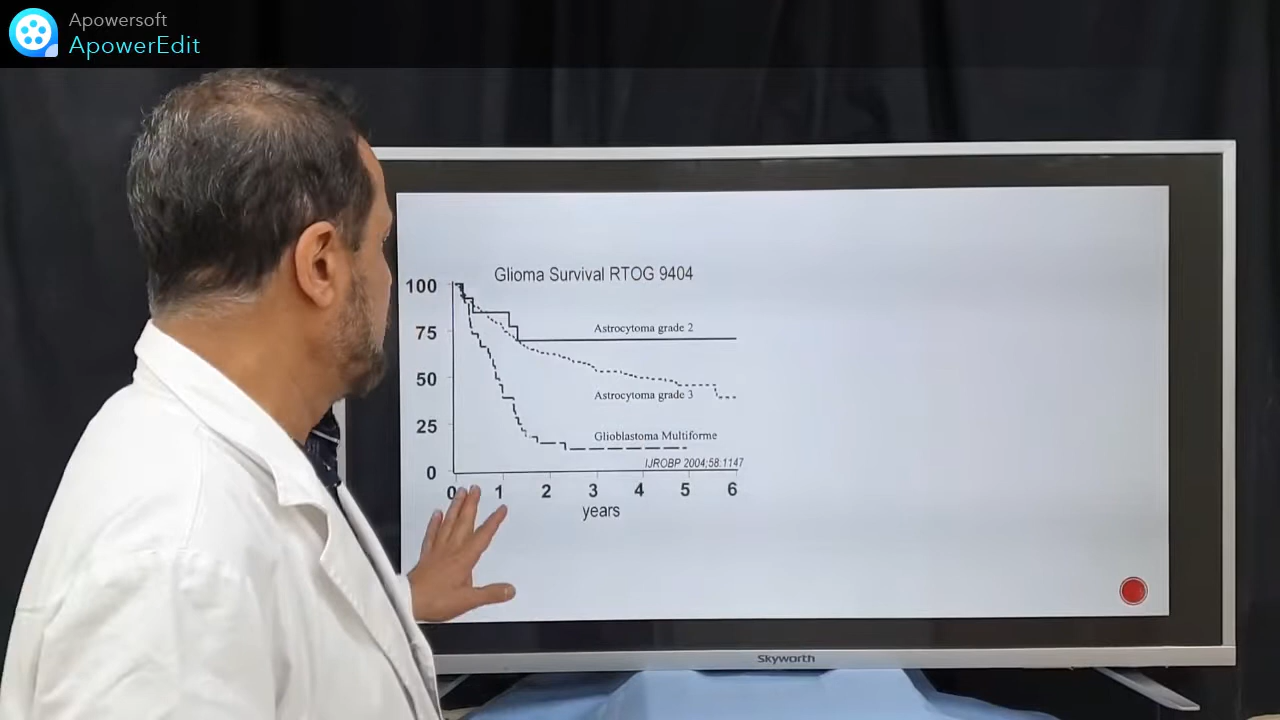 Apowersoft
ApowerEdit
Glioma Survival RTOG 9404
100
75
50
25
0
Astrocytoma grade 2
Astrocytoma grade 3
Glioblastoma Multiforme
IJROBP 2004;58:1147
0 1 2 3 4 5 6
years
Skyworth